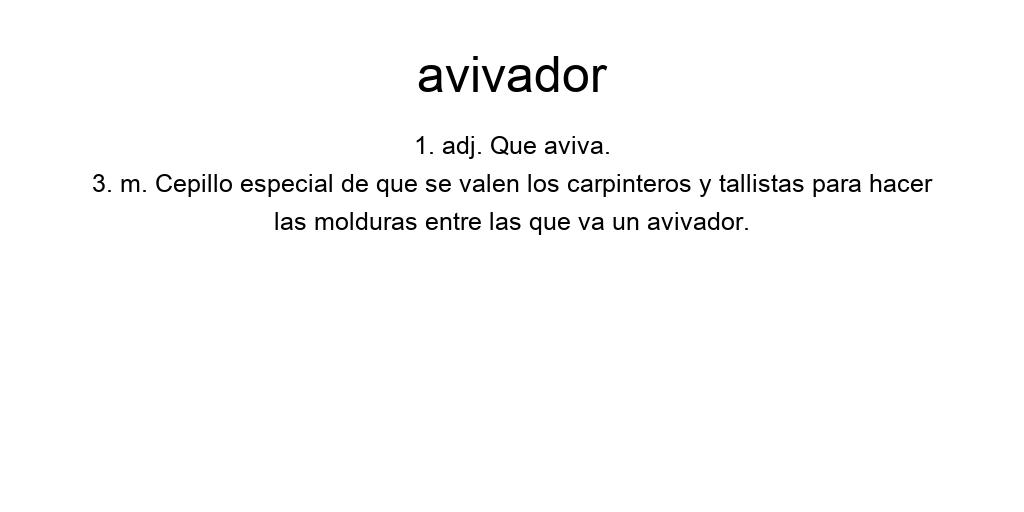 avivador
1. adj. Que aviva.
3. m. Cepillo especial de que se valen los carpinteros y tallistas para hacer
las molduras entre las que va un avivador.